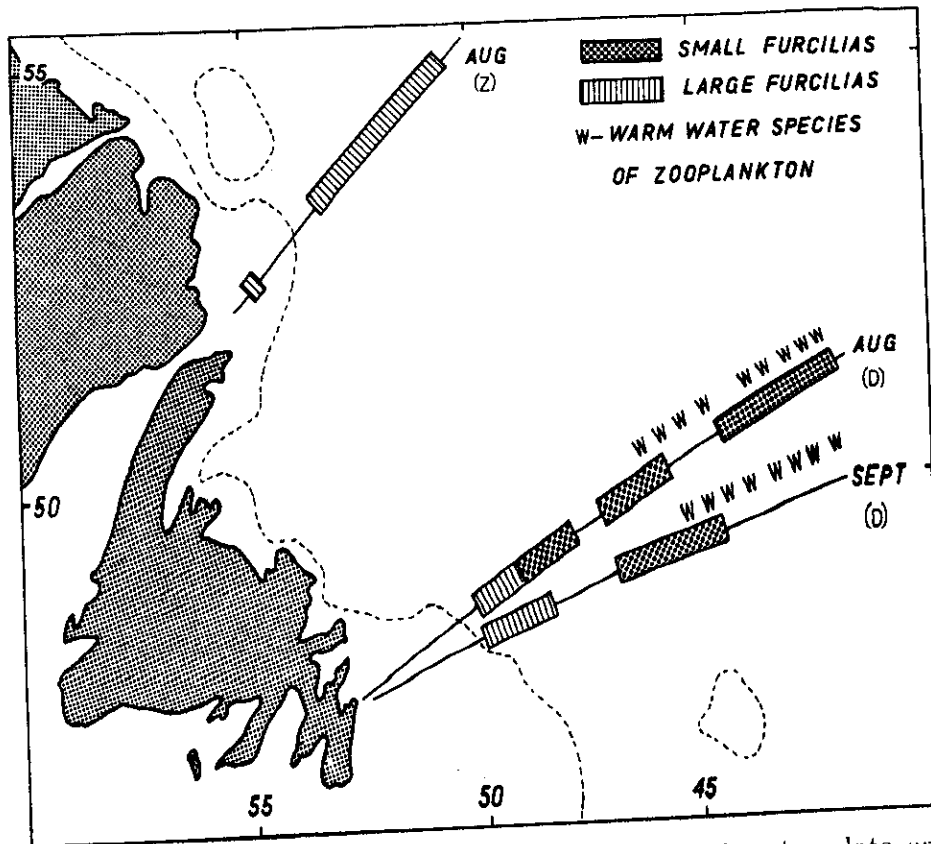 55
AUG
(Z)
SMALL FURCILIAS
LARGE FURCILIAS
W-WARM WATER SPECIES
OF ZOOPLANKTON
W W W W W
AUG
(D)
W W W W
W W W W W W W W W
SEPT
(D)
50
55
50
45